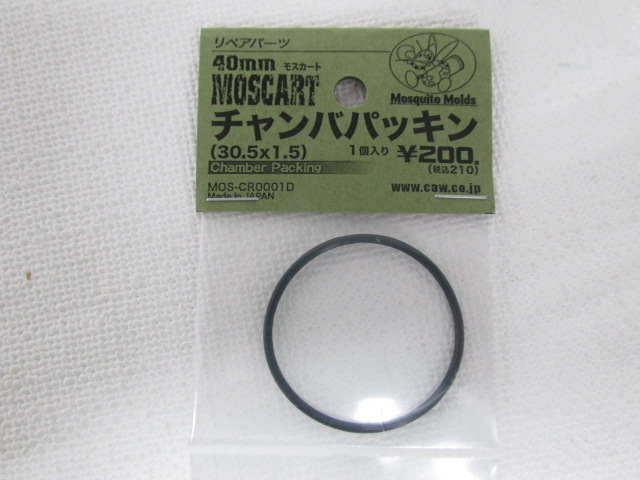 リペアパーツ
40mm モスカート
MOSCART
Mosquito Molds
チャンバパッキン
(30.5x1.5) 1個入り ¥200.
Chamber Packing (税込210)
MOS-CR0001D www.caw.co.jp
Made in JAPAN